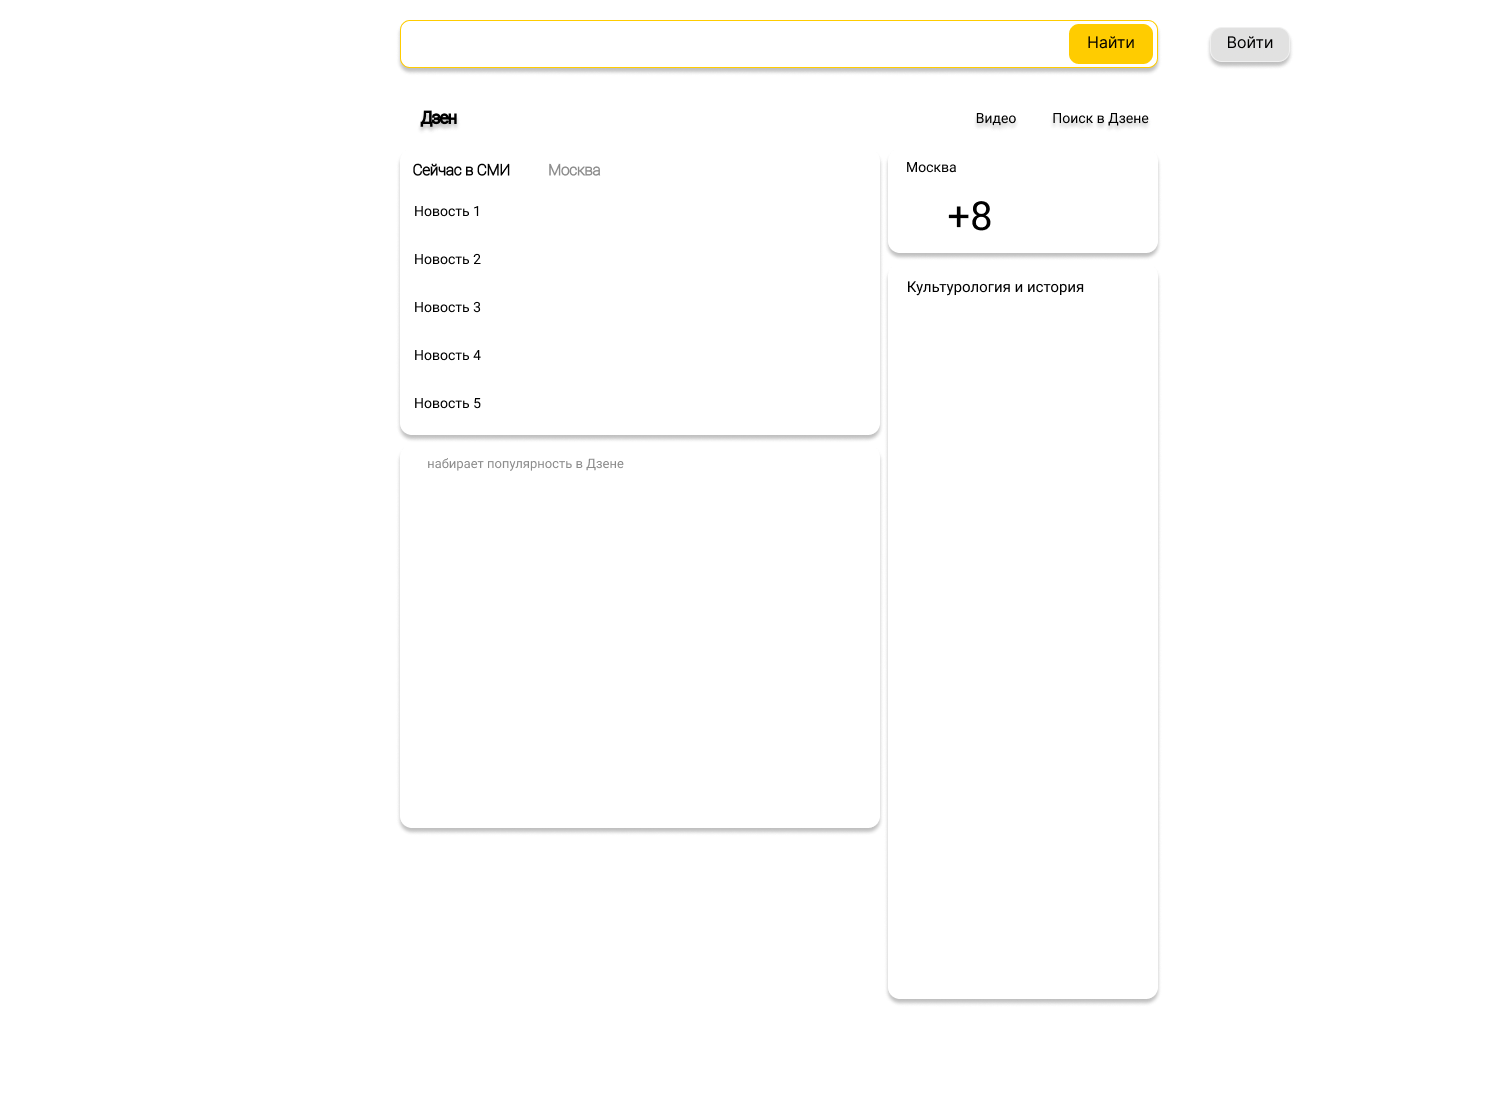 Найти
Войти
Дзен
Видео
Поиск в Дзене
Сейчас в СМИ
Москва
Новость 1
Новость 2
Новость 3
Новость 4
Новость 5
набирает популярность в Дзене
Москва
+8
Культурология и история